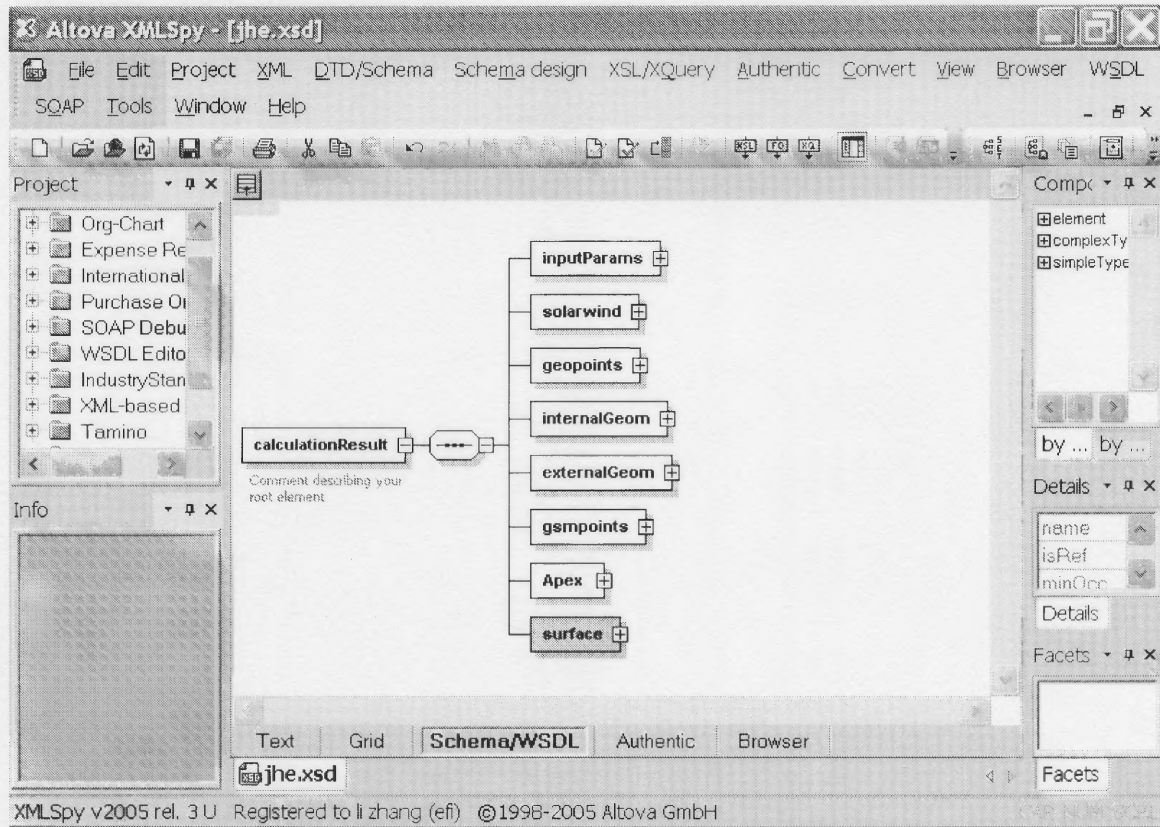 Altova XMLSpy - [jhe.xsd]
File Edit Project XML DTD/Schema Schema design XSL/XQuery Authentic Convert View Browser WSDL
SOAP Tools Window Help
XSL FO XQ
Project
Org-Chart
Expense Re
International
Purchase Or
SOAP Debu
WSDL Edito
IndustryStan
XML-based
Tamino
Info
inputParams
solarwind
geopoints
internalGeom
calculationResult
Comment describing your
root element
externalGeom
gsmpoints
Apex
surface
Text Grid Schema/WSDL Authentic Browser
jhe.xsd
Compo
element
complexTy
simpleType
by ... by ...
Details
name
isRef
minOcc
Details
Facets
Facets
XMLSpy v2005 rel. 3 U Registered to li zhang (efl) ©1998-2005 Altova GmbH